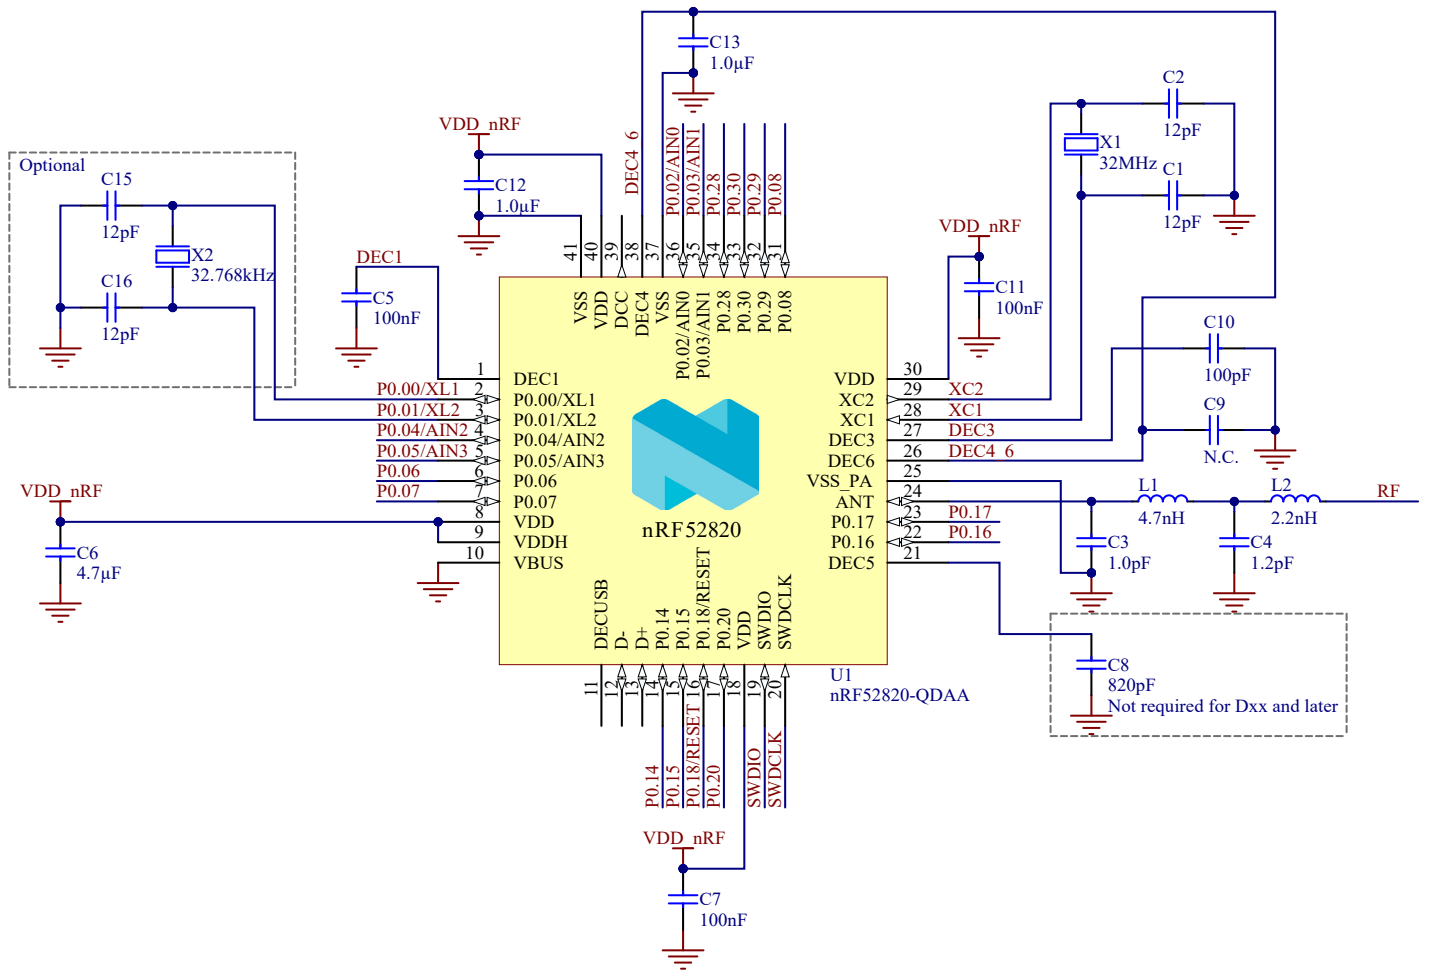 C13
1.0µF
C2
12pF
X1
32MHz
C1
12pF
VDD_nRF
C12
1.0µF
DEC4_6
P0.02/AIN0
P0.03/AIN1
P0.28
P0.30
P0.29
P0.08
Optional
C15
12pF
X2
32.768kHz
C16
12pF
DEC1
C5
100nF
VDD_nRF
C11
100nF
C10
100pF
C9
N.C.
41
40
39
38
37
36
35
34
33
32
31
VSS
VDD
DCC
DEC4
VSS
P0.02/AIN0
P0.03/AIN1
P0.28
P0.30
P0.29
P0.08
1 DEC1
P0.00/XL1 2 P0.00/XL1
P0.01/XL2 3 P0.01/XL2
P0.04/AIN2 4 P0.04/AIN2
P0.05/AIN3 5 P0.05/AIN3
P0.06 6 P0.06
P0.07 7 P0.07
8 VDD
9 VDDH
10 VBUS
VDD_nRF
C6
4.7µF
nRF52820
VDD 30
XC2 29 XC2
XC1 28 XC1
DEC3 27 DEC3
DEC6 26 DEC4_6
VSS_PA 25
ANT 24
P0.17 23 P0.17
P0.16 22 P0.16
DEC5 21
L1
4.7nH
L2
2.2nH
RF
C3
1.0pF
C4
1.2pF
C8
820pF
Not required for Dxx and later
DECUSB
D-
D+
P0.14
P0.15
P0.18/RESET
P0.20
VDD
SWDIO
SWDCLK
11
12
13
14
15
16
17
18
19
20
U1
nRF52820-QDAA
P0.14
P0.15
P0.18/RESET
P0.20
SWDIO
SWDCLK
VDD_nRF
C7
100nF